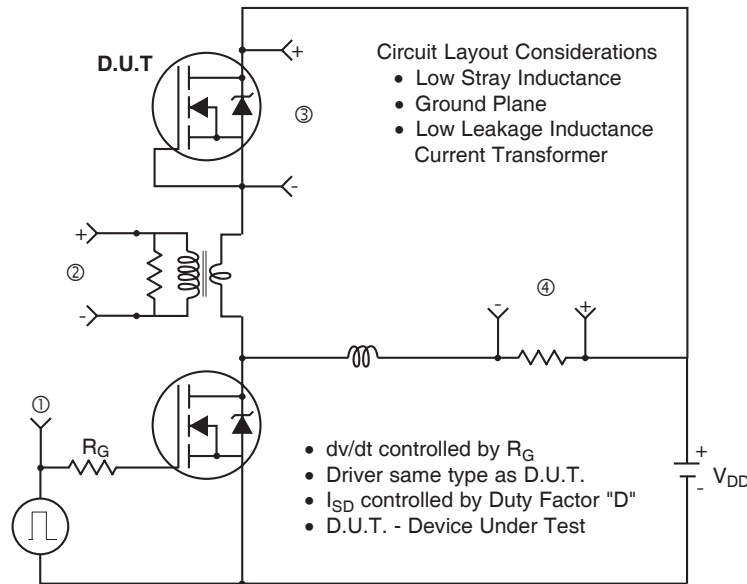 D.U.T
+
③
-
Circuit Layout Considerations
• Low Stray Inductance
• Ground Plane
• Low Leakage Inductance
Current Transformer
+
②
-
④
-
+
①
R_G
• dv/dt controlled by R_G
• Driver same type as D.U.T.
• I_SD controlled by Duty Factor "D"
• D.U.T. - Device Under Test
+
-
V_DD